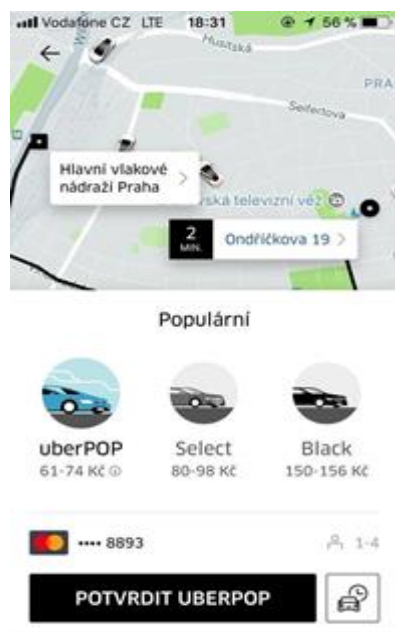 Vodafone CZ LTE 18:31 56 %
Husitská
PRA
Seifertova
Hlavní vlakové
nádraží Praha
vská televizní věž
2
MIN.
Ondříčkova 19
Populární
uberPOP
Select
Black
61-74 Kč
80-98 Kč
150-156 Kč
•••• 8893
1-4
POTVRDIT UBERPOP